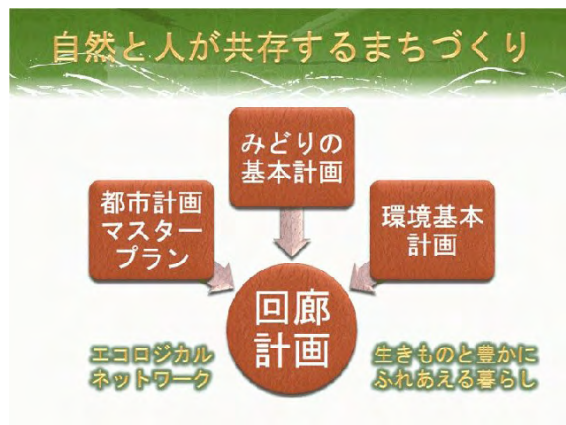 自然と人が共存するまちづくり
みどりの
基本計画
都市計画
マスター
プラン
環境基本
計画
回廊
計画
エコロジカル
ネットワーク
生きものと豊かに
ふれあえる暮らし